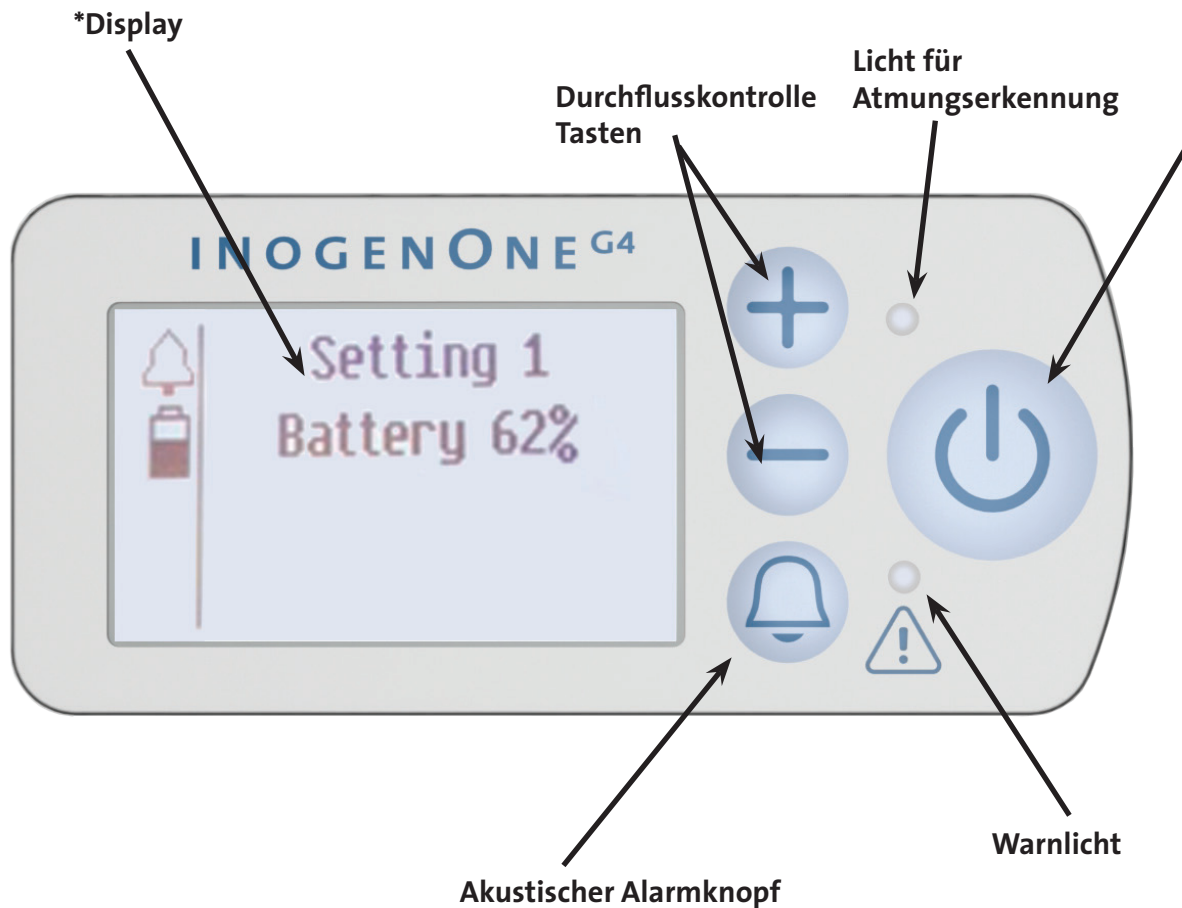 *Display
Durchflusskontrolle
Tasten
Licht für
Atmungserkennung
INOGENONE G4
Setting 1
Battery 62%
Warnlicht
Akustischer Alarmknopf